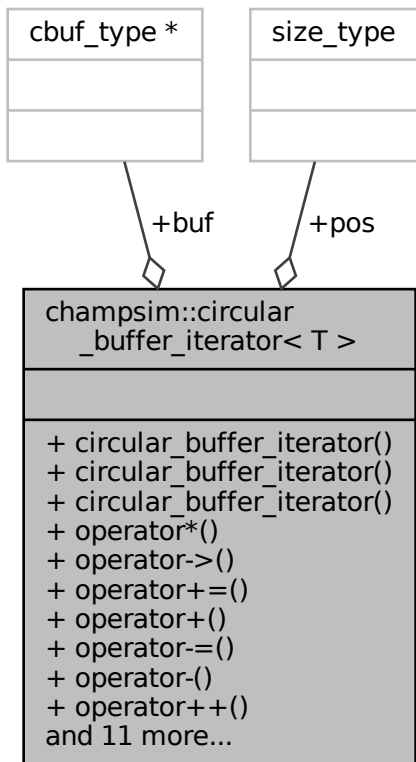 cbuf_type *
size_type
+buf
+pos
champsim::circular
_buffer_iterator< T >
+ circular_buffer_iterator()
+ circular_buffer_iterator()
+ circular_buffer_iterator()
+ operator*()
+ operator->()
+ operator+=()
+ operator+()
+ operator-=()
+ operator-()
+ operator++()
and 11 more...